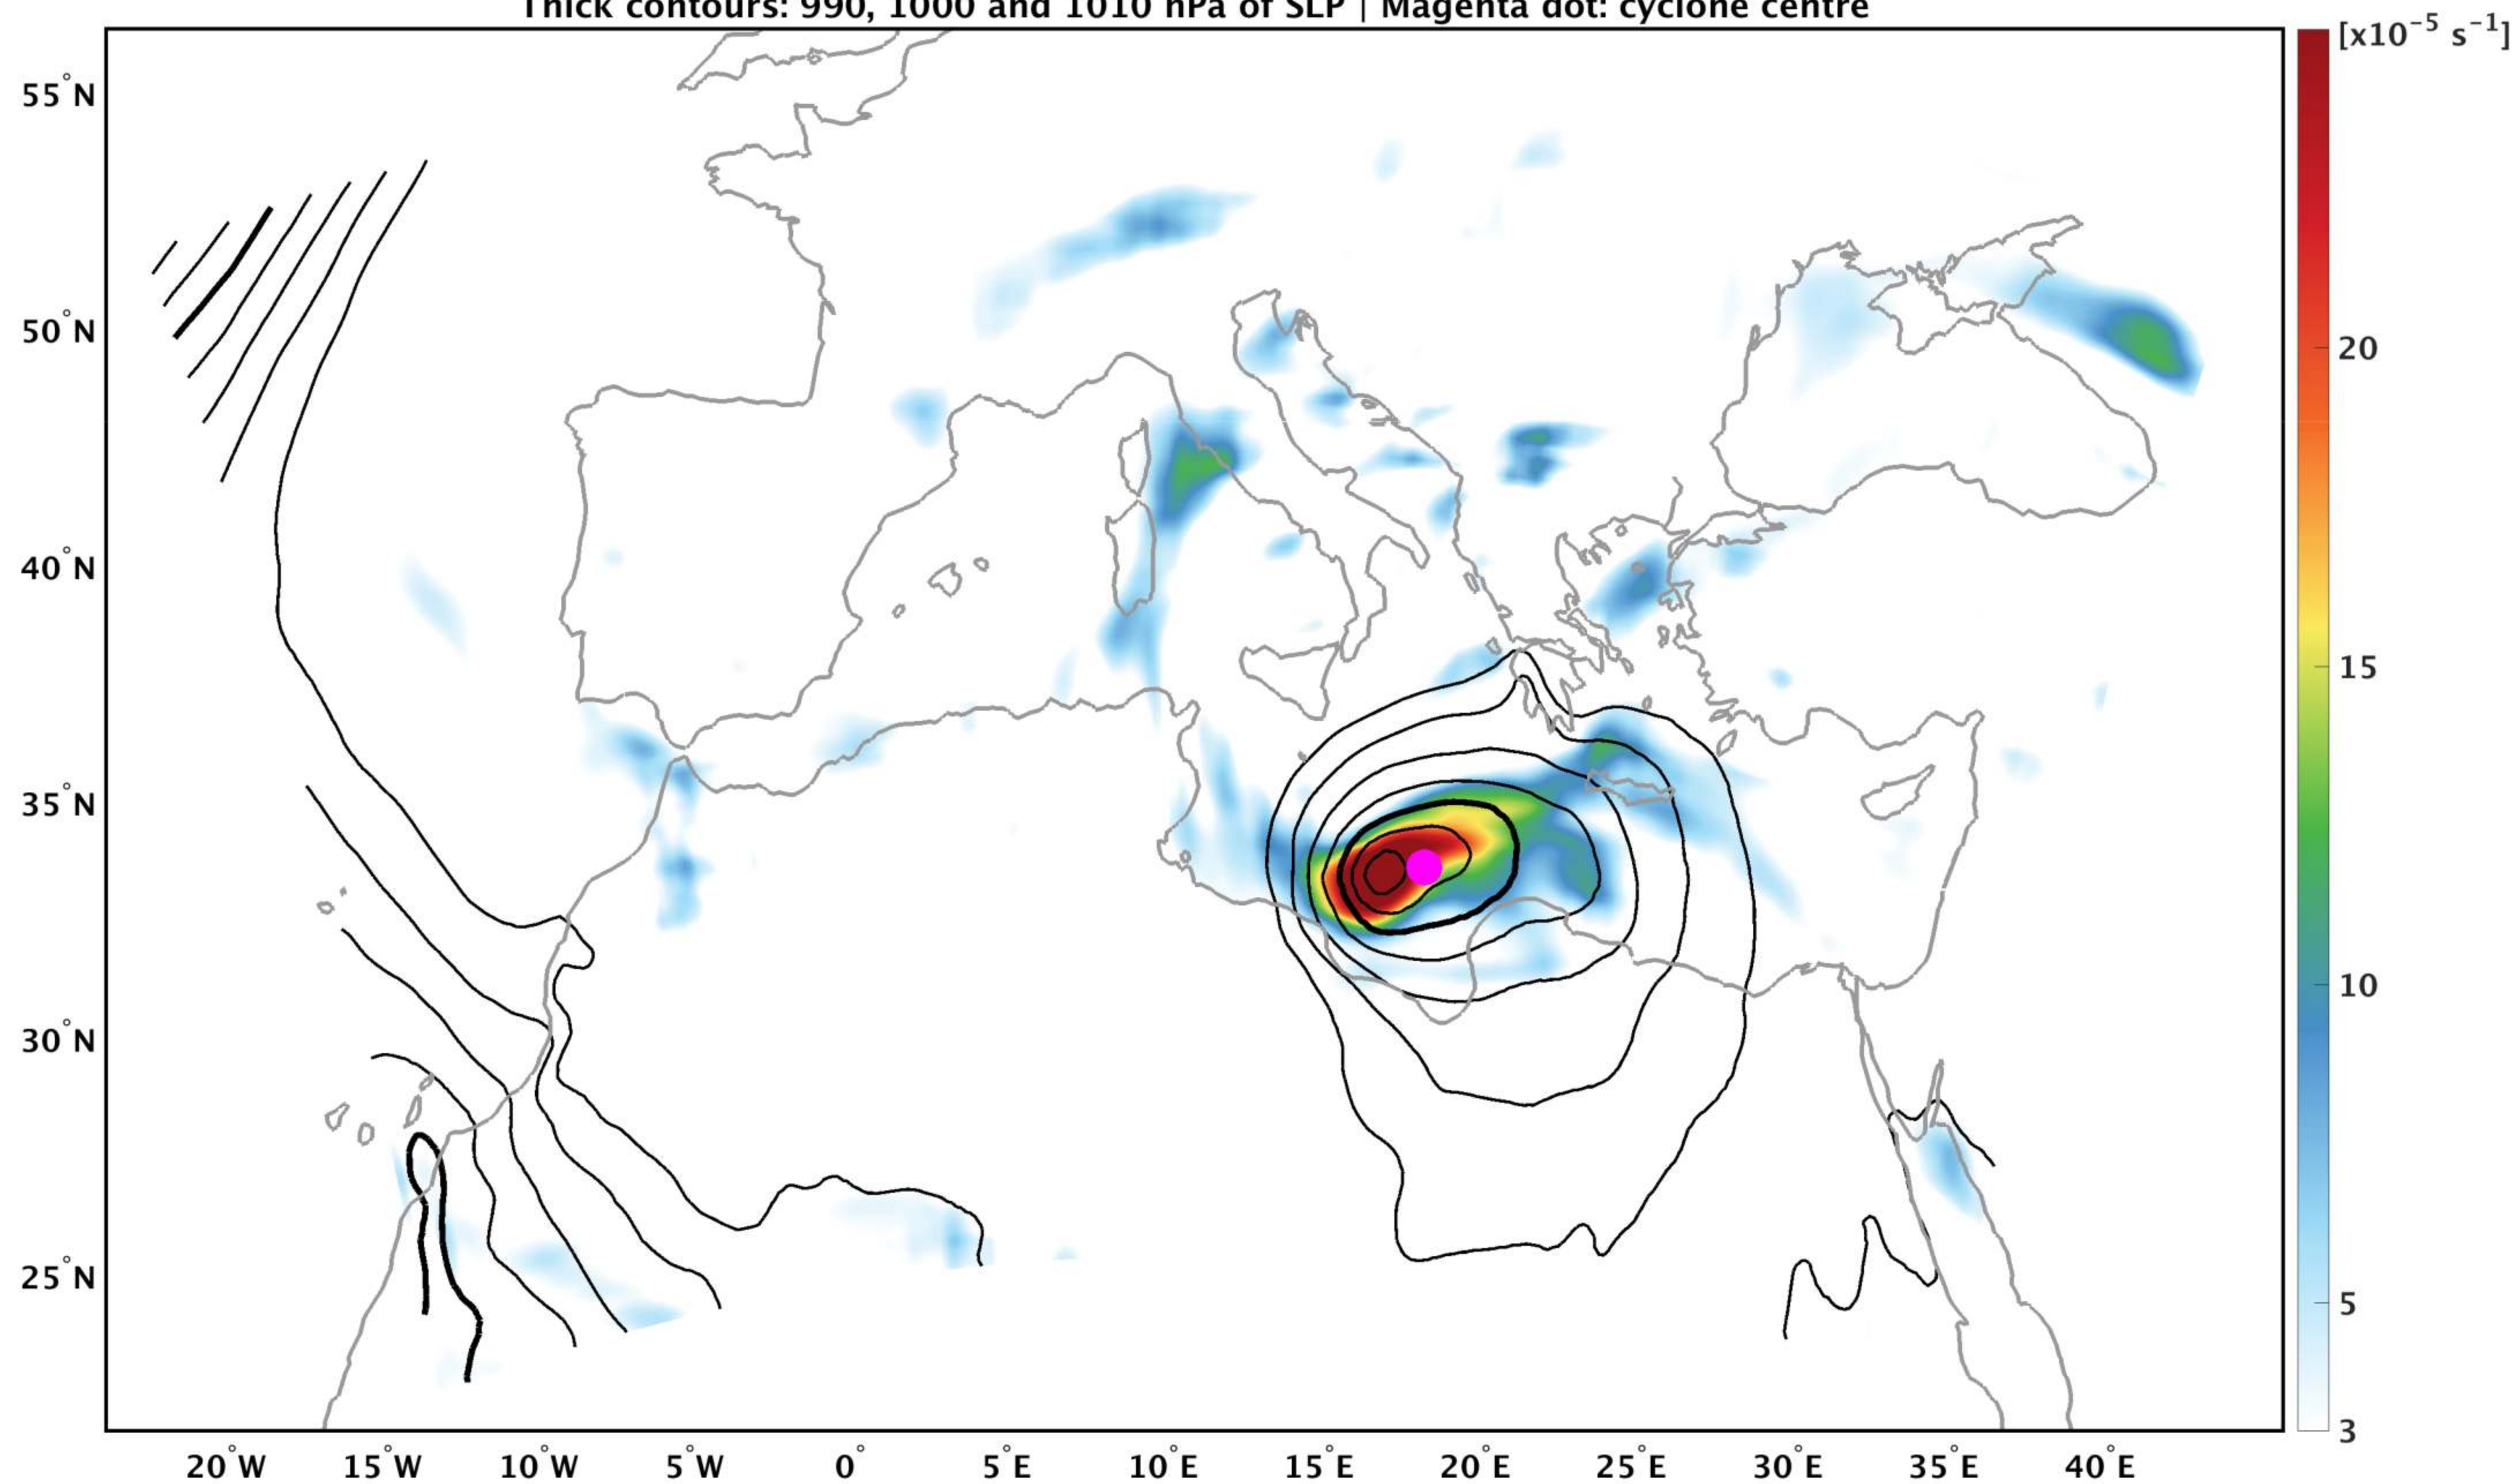 Thick contours: 990, 1000 and 1010 hPa of SLP | Magenta dot: cyclone centre
[x10⁻⁵ s⁻¹]
55°N
50°N
45°N
40°N
35°N
30°N
25°N
20
15
10
5
3
20°W 15°W 10°W 5°W 0° 5°E 10°E 15°E 20°E 25°E 30°E 35°E 40°E